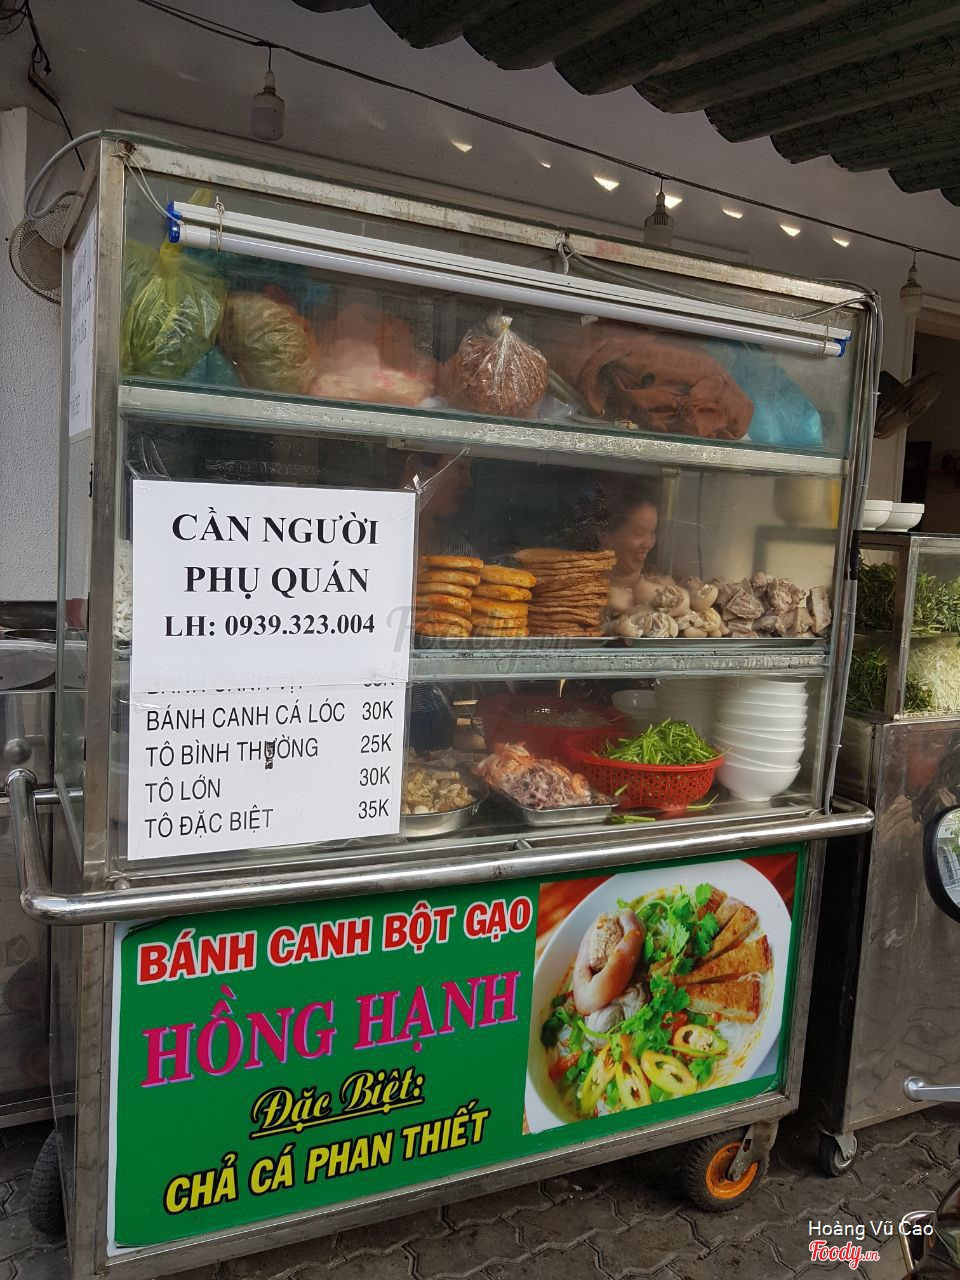 CẦN NGƯỜI
PHỤ QUÁN
LH: 0939.323.004
BÁNH CANH CÁ LÓC 30K
TÔ BÌNH THƯỜNG 25K
TÔ LỚN 30K
TÔ ĐẶC BIỆT 35K
BÁNH CANH BỘT GẠO
HỒNG HẠNH
Đặc Biệt:
CHẢ CÁ PHAN THIẾT
Foody.vn
Hoàng Vũ Cao
Foody.vn